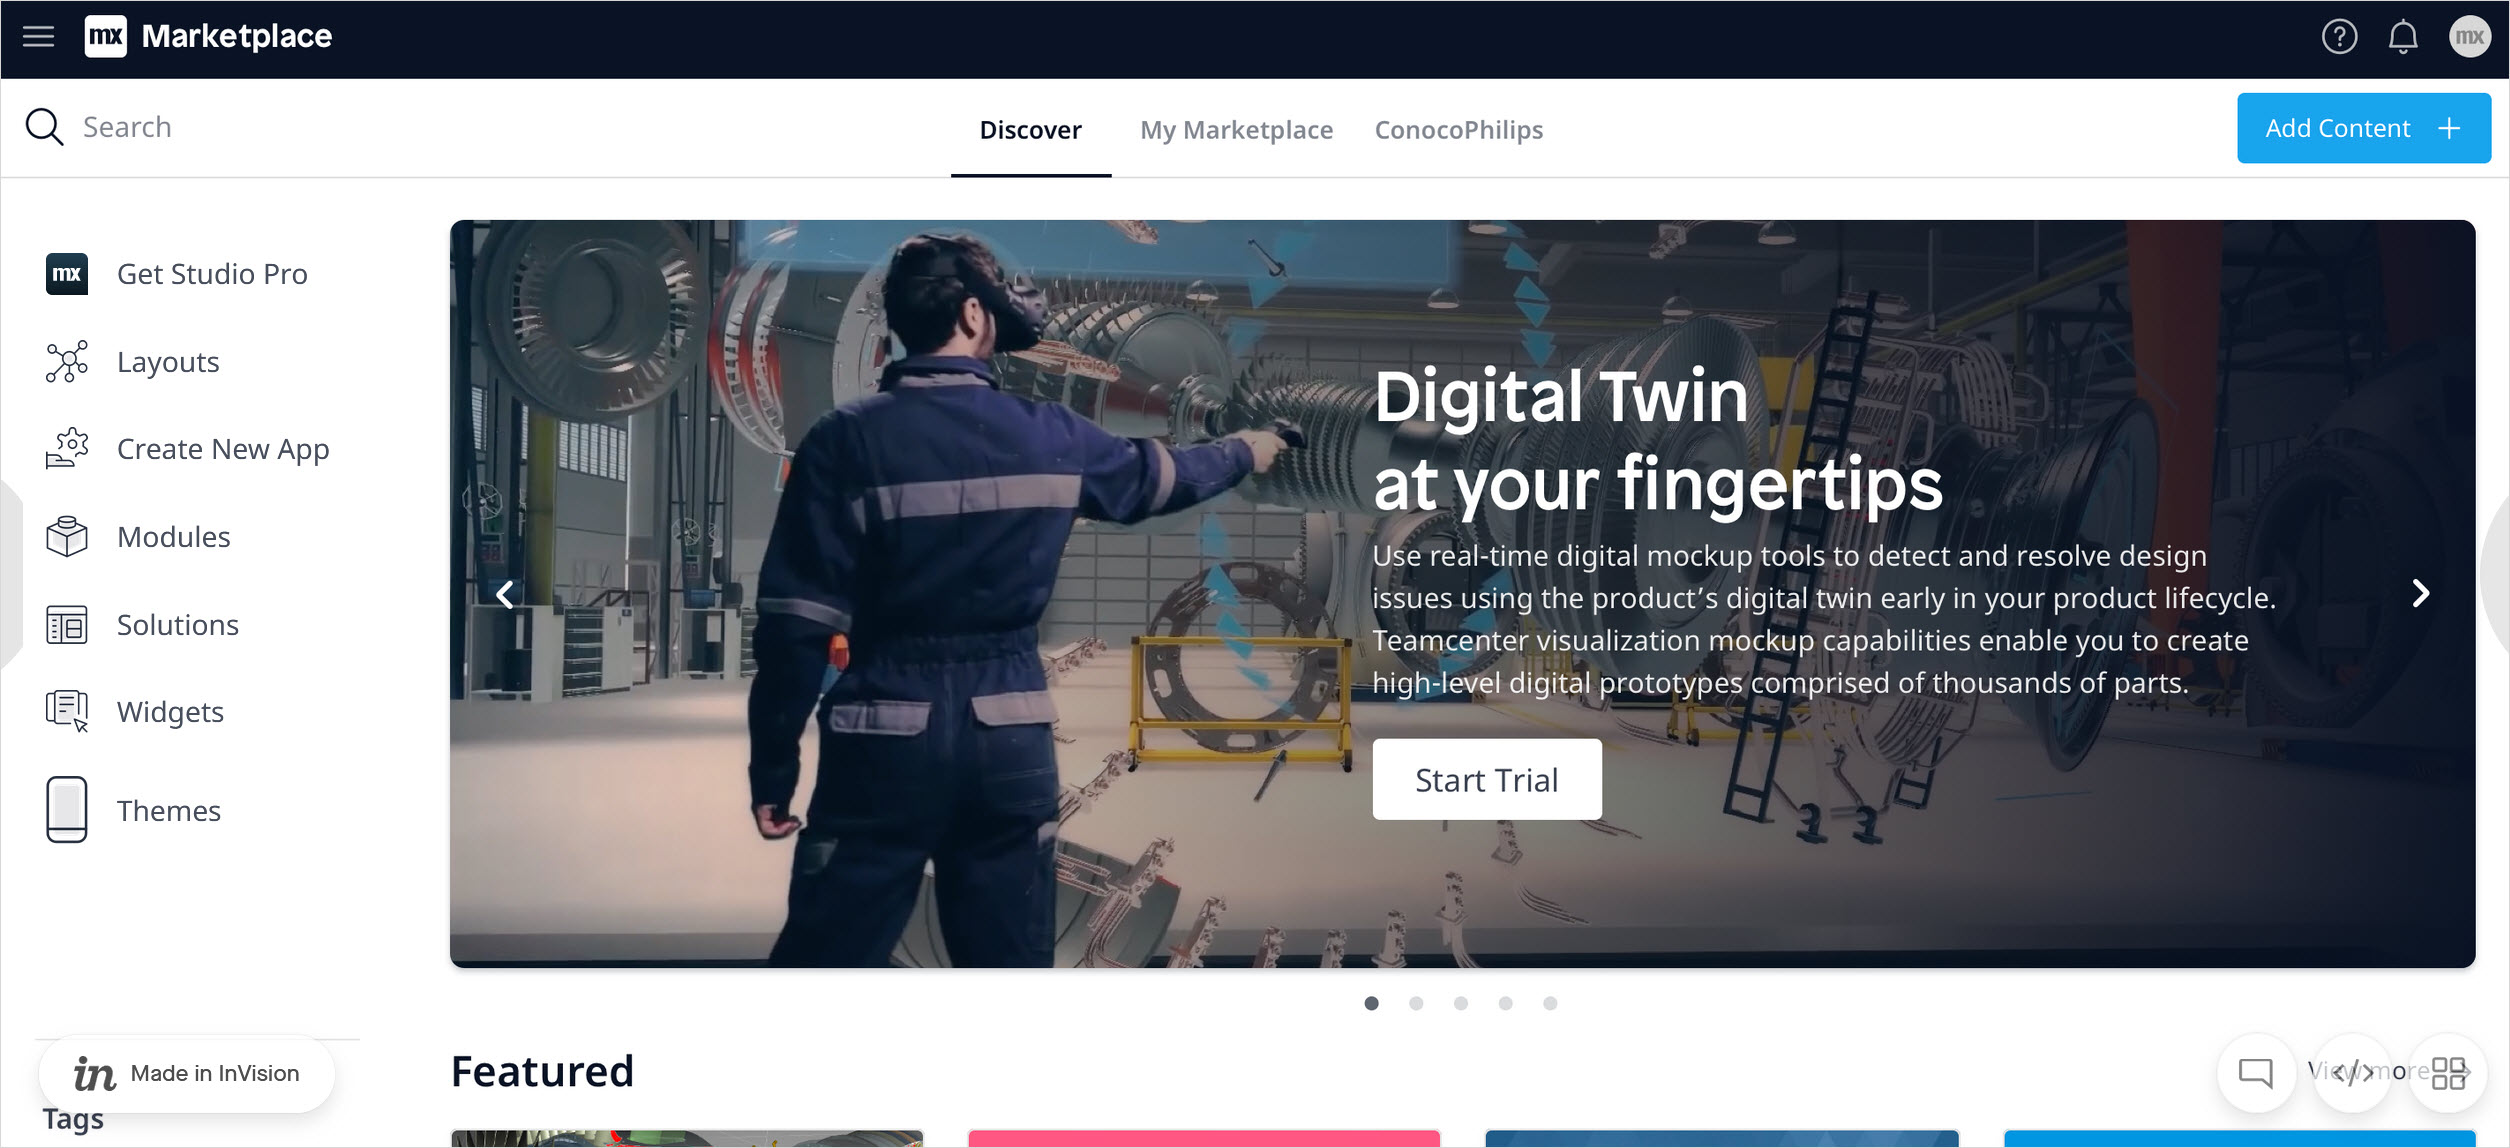 mx Marketplace
mx
Search
Discover
My Marketplace
ConocoPhilips
Add Content
mx Get Studio Pro
Layouts
Create New App
Modules
Solutions
Widgets
Themes
Digital Twin
at your fingertips
Use real-time digital mockup tools to detect and resolve design
issues using the product’s digital twin early in your product lifecycle.
Teamcenter visualization mockup capabilities enable you to create
high-level digital prototypes comprised of thousands of parts.
Start Trial
in Made in InVision
Tags
Featured
View more